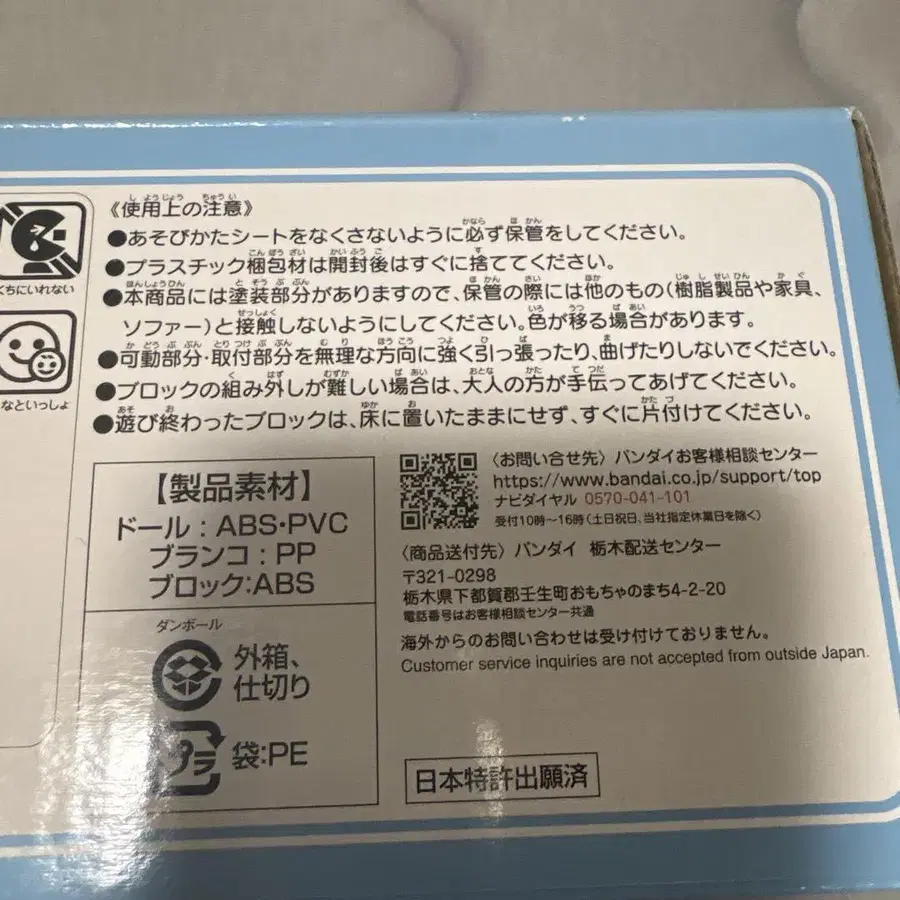 《使用上の注意》
●あそびかたシートをなくさないように必ず保管をしてください。
●プラスチック梱包材は開封後はすぐに捨ててください。
●本商品には塗装部分がありますので、保管の際には他のもの(樹脂製品や家具、
ソファー)と接触しないようにしてください。色が移る場合があります。
●可動部分・取付部分を無理な方向に強く引っ張ったり、曲げたりしないでください。
●ブロックの組み外しが難しい場合は、大人の方が手伝ってあげてください。
●遊び終わったブロックは、床に置いたままにせず、すぐに片付けてください。
くちにいれない
なといっしょ
【製品素材】
ドール：ABS・PVC
ブランコ：PP
ブロック:ABS
ダンボール
外箱、
仕切り
プラ
袋:PE
〈お問い合せ先〉バンダイお客様相談センター
https://www.bandai.co.jp/support/top
ナビダイヤル 0570-041-101
受付10時～16時(土日祝日、当社指定休業日を除く)
〈商品送付先〉バンダイ 栃木配送センター
〒321-0298
栃木県下都賀郡壬生町おもちゃのまち4-2-20
電話番号はお客様相談センター共通
海外からのお問い合わせは受け付けておりません。
Customer service inquiries are not accepted from outside Japan.
日本特許出願済